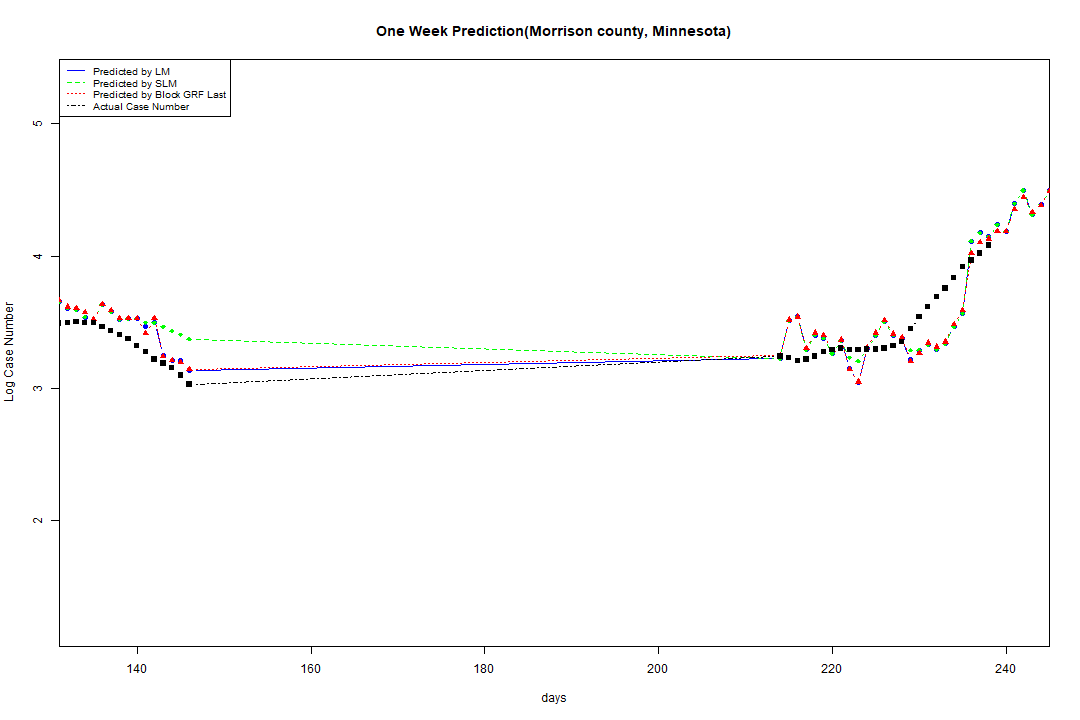 One Week Prediction(Morrison county, Minnesota)
Predicted by LM
Predicted by SLM
Predicted by Block GRF Last
Actual Case Number
5
4
3
2
Log Case Number
140 160 180 200 220 240
days